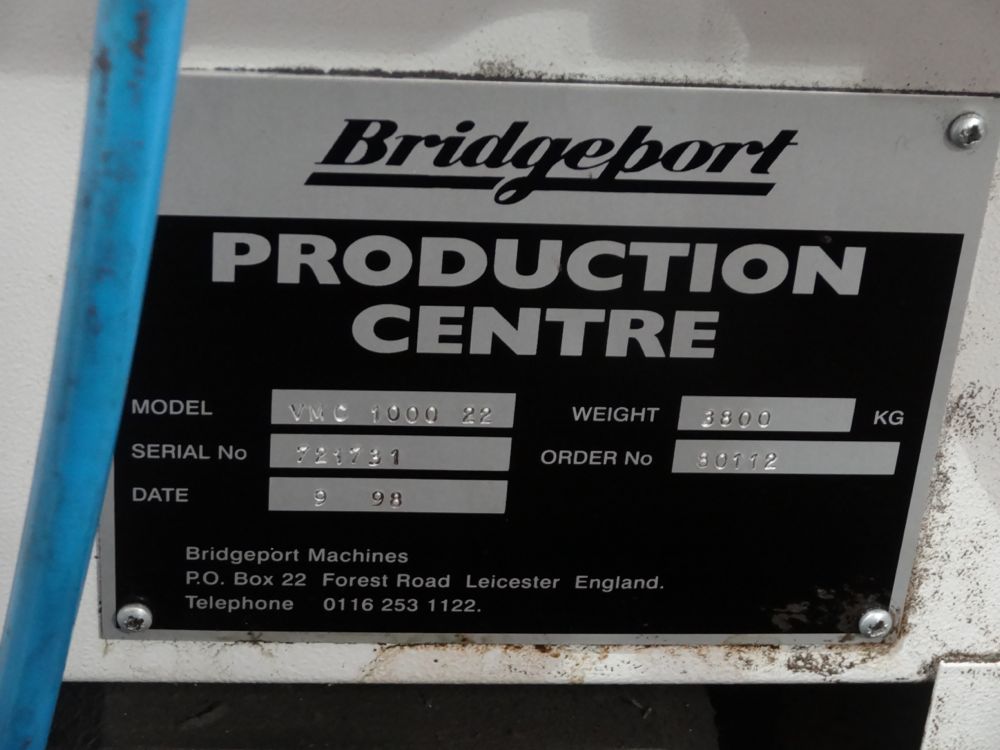 Bridgeport
PRODUCTION
CENTRE
MODEL VMC 1000 22 WEIGHT 3800 KG
SERIAL No 721731 ORDER No 80112
DATE 9 98
Bridgeport Machines
P.O. Box 22 Forest Road Leicester England.
Telephone 0116 253 1122.